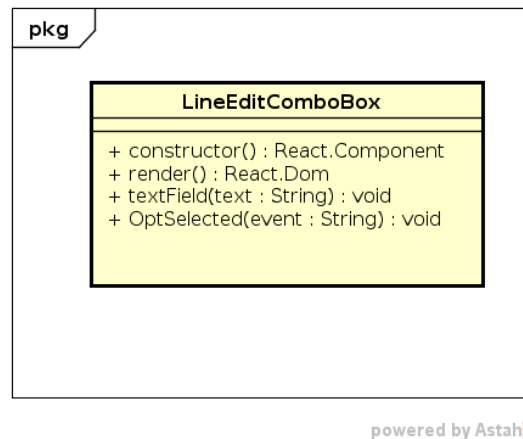 pkg
LineEditComboBox
+ constructor() : React.Component
+ render() : React.Dom
+ textField(text : String) : void
+ OptSelected(event : String) : void
powered by Astah